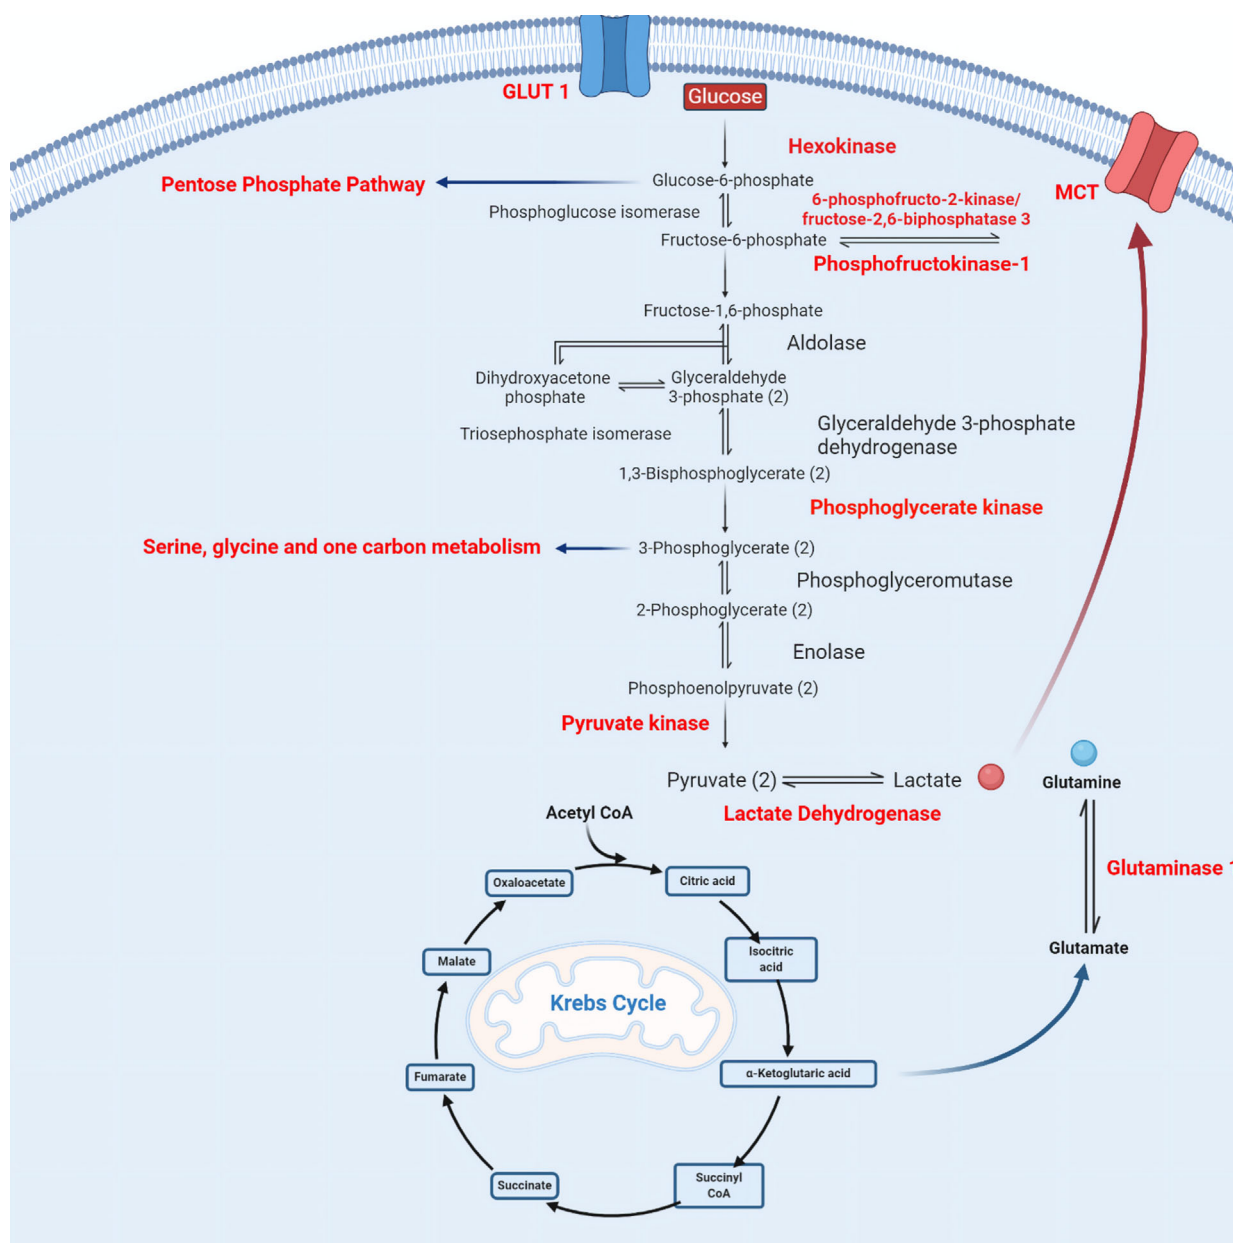 GLUT 1
Glucose
Hexokinase
Pentose Phosphate Pathway
Glucose-6-phosphate
MCT
6-phosphofructo-2-kinase/
fructose-2,6-biphosphatase 3
Phosphoglucose isomerase
Fructose-6-phosphate
Phosphofructokinase-1
Fructose-1,6-phosphate
Aldolase
Dihydroxyacetone
phosphate
Glyceraldehyde
3-phosphate (2)
Triosephosphate isomerase
Glyceraldehyde 3-phosphate
dehydrogenase
1,3-Bisphosphoglycerate (2)
Phosphoglycerate kinase
Serine, glycine and one carbon metabolism
3-Phosphoglycerate (2)
Phosphoglyceromutase
2-Phosphoglycerate (2)
Enolase
Phosphoenolpyruvate (2)
Pyruvate kinase
Pyruvate (2)
Lactate
Glutamine
Lactate Dehydrogenase
Acetyl CoA
Glutaminase 1
Oxaloacetate
Citric acid
Glutamate
Malate
Isocitric
acid
Krebs Cycle
Fumarate
α-Ketoglutaric acid
Succinate
Succinyl
CoA